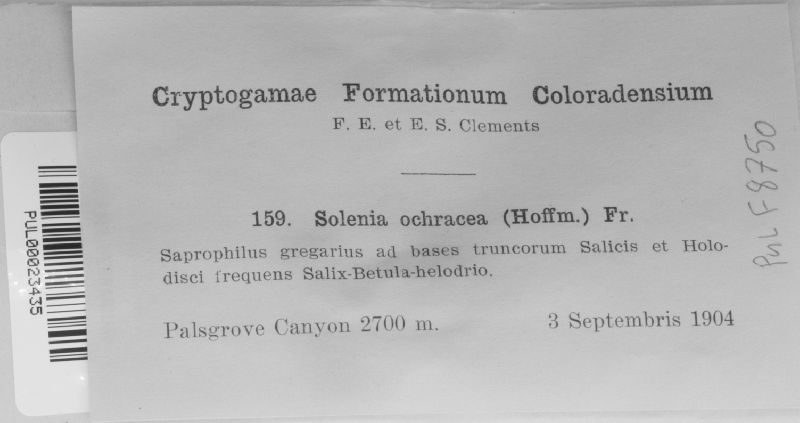 Cryptogamae Formationum Coloradensium
F. E. et E. S. Clements
159. Solenia ochracea (Hoffm.) Fr.
Saprophilus gregarius ad bases truncorum Salicis et Holo-
disci frequens Salix-Betula-helodrio.
Palsgrove Canyon 2700 m. 3 Septembris 1904
PUL F8750
PUL00023435